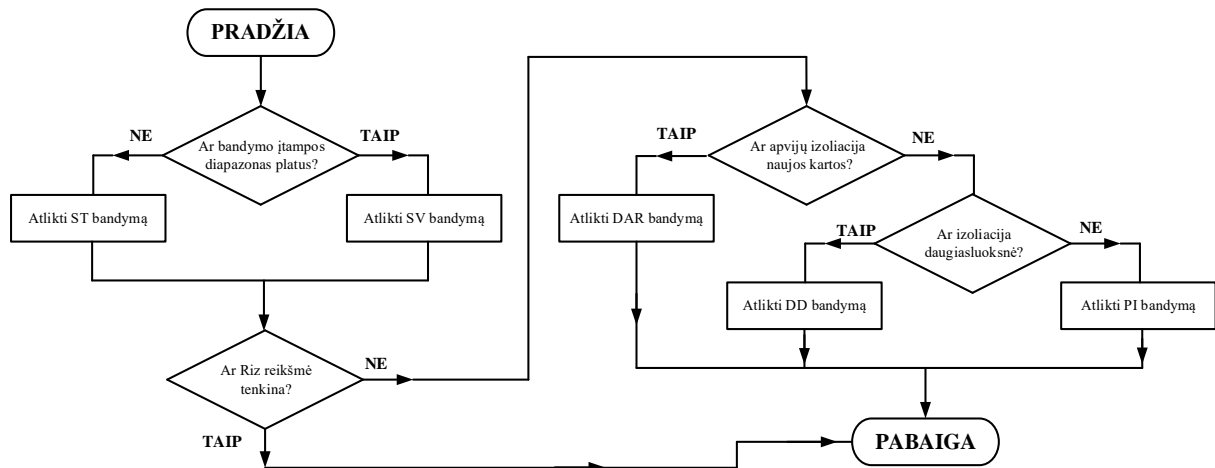 PRADŽIA
NE
Ar bandymo įtampos
diapazonas platus?
TAIP
Atlikti ST bandymą
Atlikti SV bandymą
Ar Riz reikšmė
tenkina?
NE
TAIP
TAIP
Ar apvijų izoliacija
naujos kartos?
NE
Atlikti DAR bandymą
TAIP
Ar izoliacija
daugiasluoksnė?
NE
Atlikti DD bandymą
Atlikti PI bandymą
PABAIGA